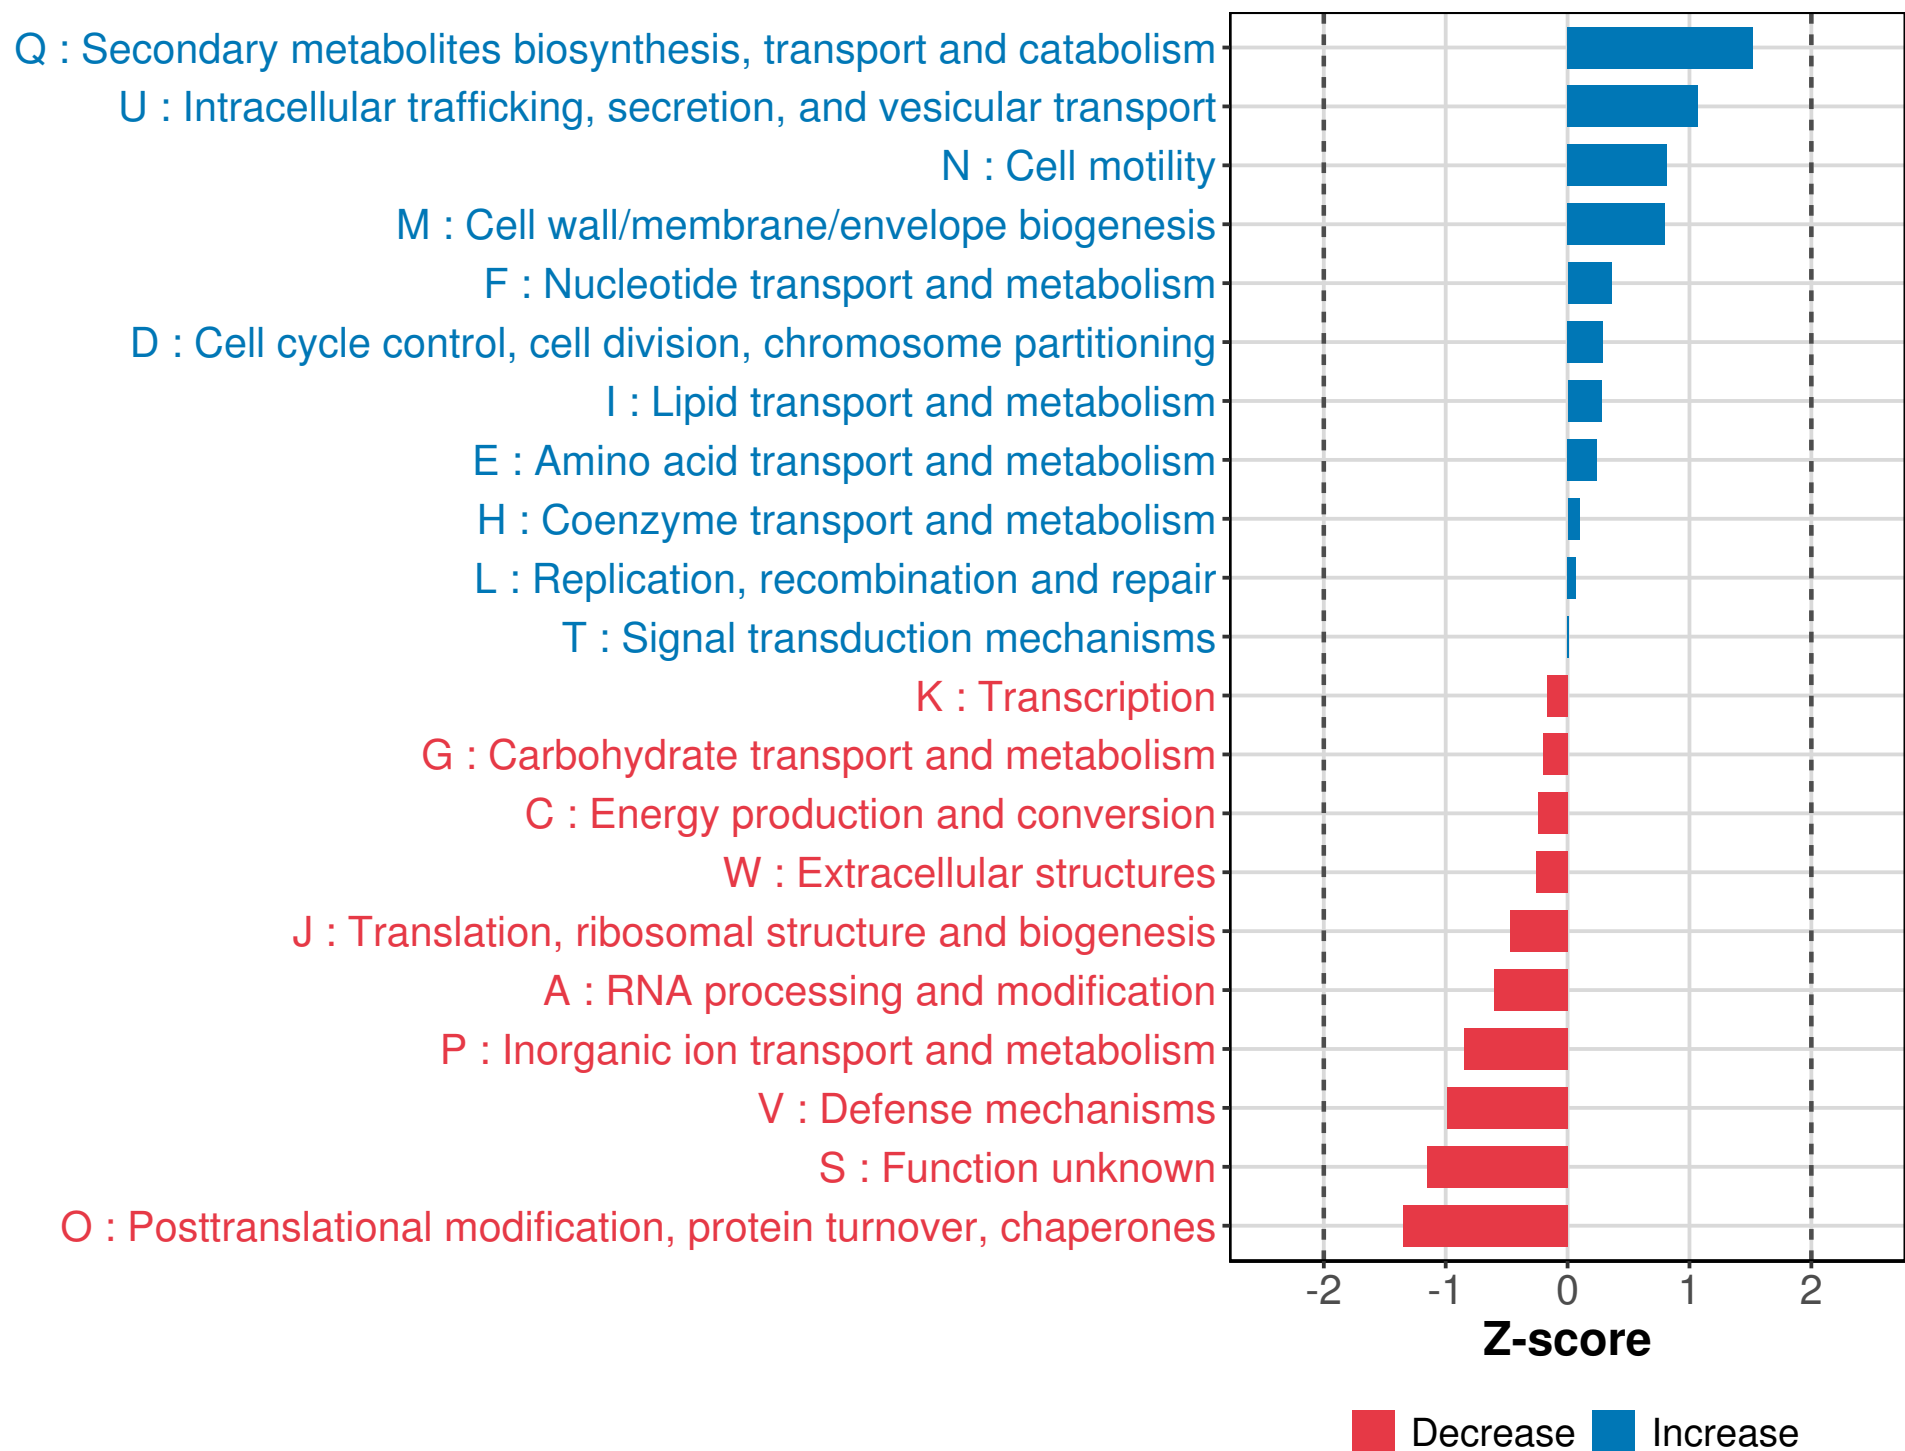 Q : Secondary metabolites biosynthesis, transport and catabolism
U : Intracellular trafficking, secretion, and vesicular transport
N : Cell motility
M : Cell wall/membrane/envelope biogenesis
F : Nucleotide transport and metabolism
D : Cell cycle control, cell division, chromosome partitioning
I : Lipid transport and metabolism
E : Amino acid transport and metabolism
H : Coenzyme transport and metabolism
L : Replication, recombination and repair
T : Signal transduction mechanisms
K : Transcription
G : Carbohydrate transport and metabolism
C : Energy production and conversion
W : Extracellular structures
J : Translation, ribosomal structure and biogenesis
A : RNA processing and modification
P : Inorganic ion transport and metabolism
V : Defense mechanisms
S : Function unknown
O : Posttranslational modification, protein turnover, chaperones
-2 -1 0 1 2
Z-score
Decrease Increase